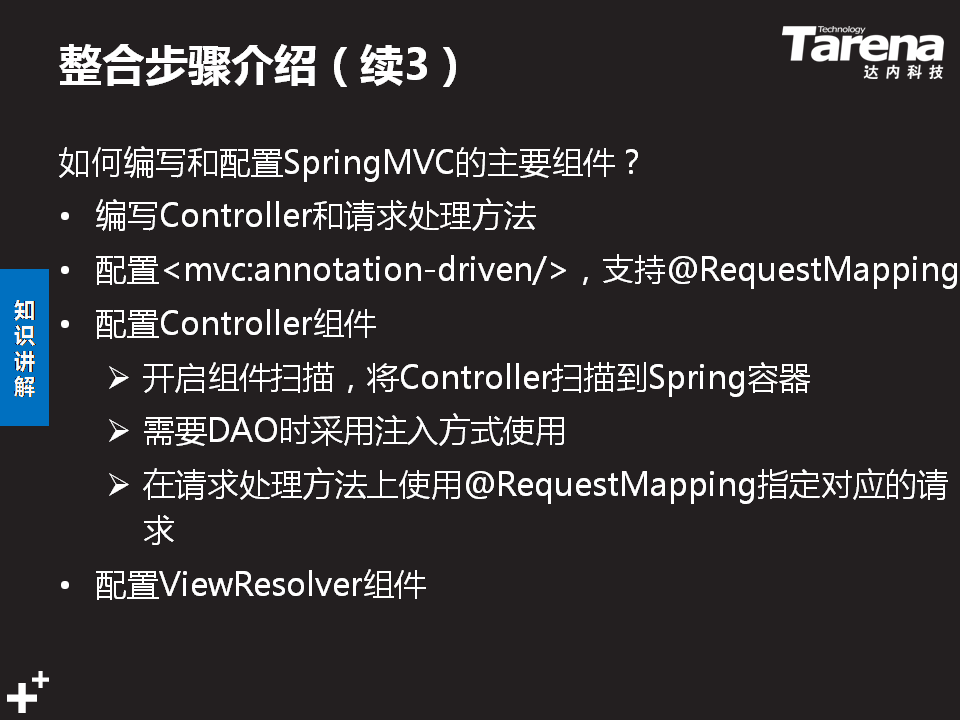 整合步骤介绍（续3）
Technology
Tarena
达内科技
如何编写和配置SpringMVC的主要组件？
• 编写Controller和请求处理方法
• 配置<mvc:annotation-driven/>，支持@RequestMapping
• 配置Controller组件
➢ 开启组件扫描，将Controller扫描到Spring容器
➢ 需要DAO时采用注入方式使用
➢ 在请求处理方法上使用@RequestMapping指定对应的请
求
• 配置ViewResolver组件
知
识
讲
解